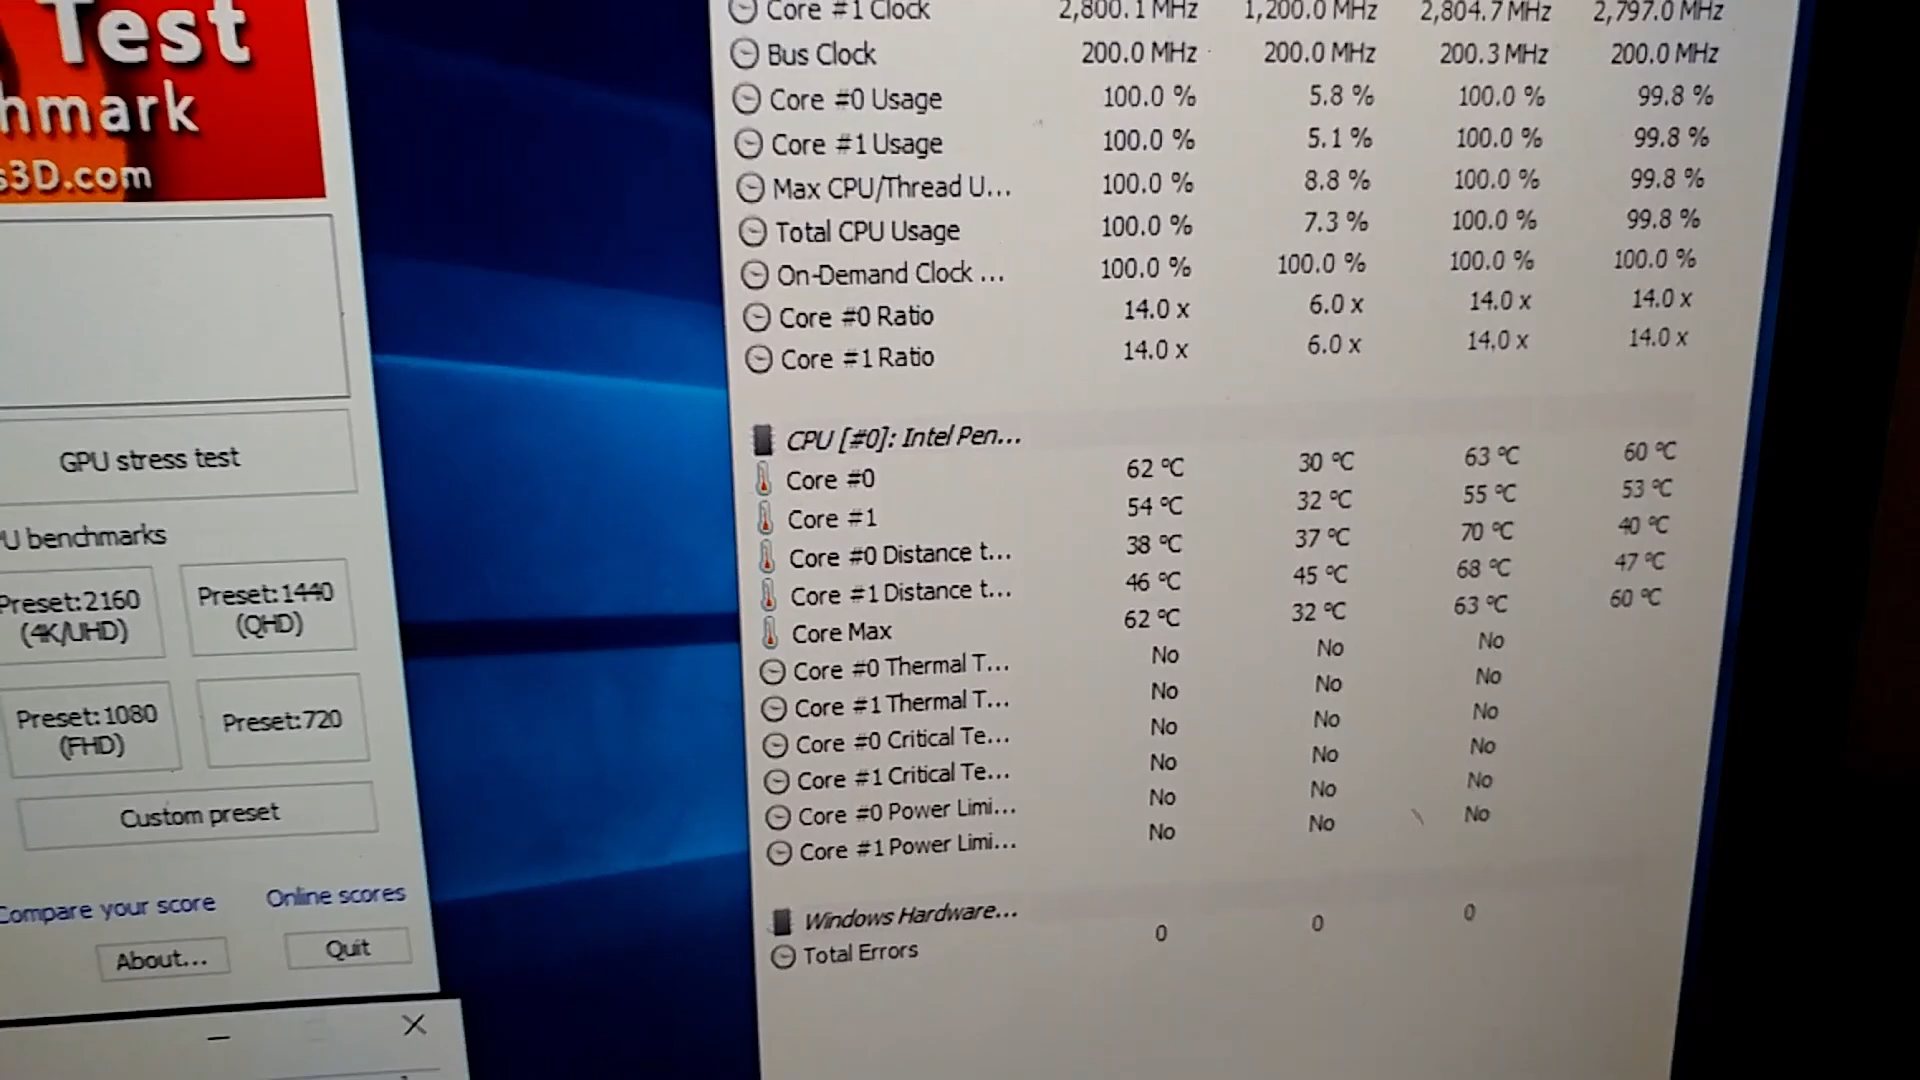 Test
hmark
s3D.com
GPU stress test
U benchmarks
Preset:2160
(4K/UHD)
Preset:1440
(QHD)
Preset:1080
(FHD)
Preset:720
Custom preset
Compare your score
Online scores
About...
Quit
Core #1 Clock 2,800.1 MHz 1,200.0 MHz 2,804.7 MHz 2,797.0 MHz
Bus Clock 200.0 MHz 200.0 MHz 200.3 MHz 200.0 MHz
Core #0 Usage 100.0 % 5.8 % 100.0 % 99.8 %
Core #1 Usage 100.0 % 5.1 % 100.0 % 99.8 %
Max CPU/Thread U... 100.0 % 8.8 % 100.0 % 99.8 %
Total CPU Usage 100.0 % 7.3 % 100.0 % 99.8 %
On-Demand Clock ... 100.0 % 100.0 % 100.0 % 100.0 %
Core #0 Ratio 14.0 x 6.0 x 14.0 x 14.0 x
Core #1 Ratio 14.0 x 6.0 x 14.0 x 14.0 x
CPU [#0]: Intel Pen...
Core #0 62 °C 30 °C 63 °C 60 °C
Core #1 54 °C 32 °C 55 °C 53 °C
Core #0 Distance t... 38 °C 37 °C 70 °C 40 °C
Core #1 Distance t... 46 °C 45 °C 68 °C 47 °C
Core Max 62 °C 32 °C 63 °C 60 °C
Core #0 Thermal T... No No No
Core #1 Thermal T... No No No
Core #0 Critical Te... No No No
Core #1 Critical Te... No No No
Core #0 Power Limi... No No No
Core #1 Power Limi... No No No
Windows Hardware...
Total Errors 0 0 0